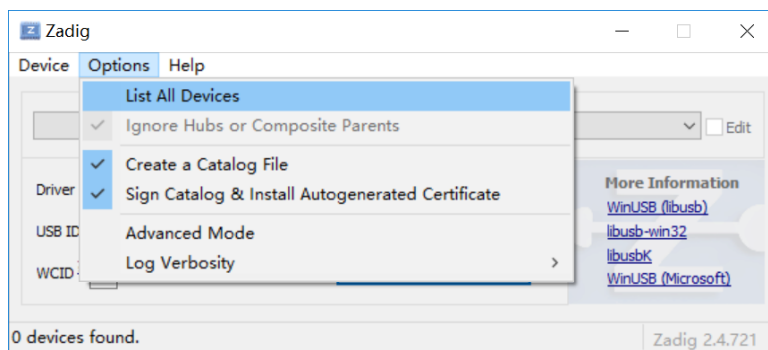 Zadig
Device Options Help
List All Devices
Ignore Hubs or Composite Parents
Edit
Create a Catalog File
Sign Catalog & Install Autogenerated Certificate
Driver
USB ID
WCID
Advanced Mode
Log Verbosity
More Information
WinUSB (libusb)
libusb-win32
libusbK
WinUSB (Microsoft)
0 devices found.
Zadig 2.4.721